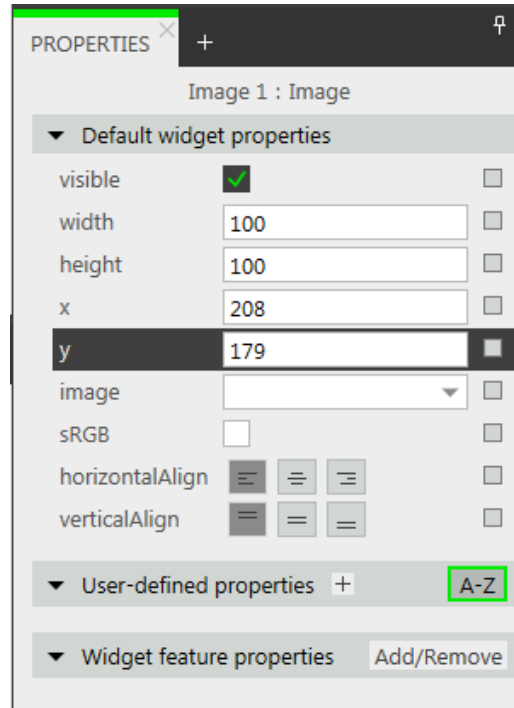 PROPERTIES
Image 1 : Image
Default widget properties
visible
width 100
height 100
x 208
y 179
image
sRGB
horizontalAlign
verticalAlign
User-defined properties + A-Z
Widget feature properties Add/Remove